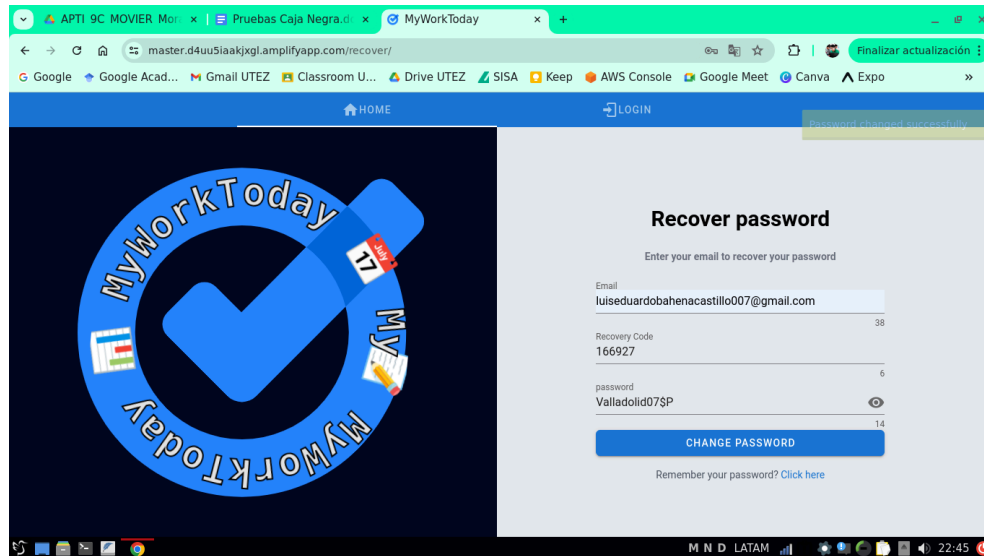 APTI 9C MOVIER Mor
Pruebas Caja Negra.d
MyWorkToday
master.d4uu5iaakjxgl.amplifyapp.com/recover/
Finalizar actualización
Google
Google Acad...
Gmail UTEZ
Classroom U...
Drive UTEZ
SISA
Keep
AWS Console
Google Meet
Canva
Expo
»
HOME
LOGIN
Password changed successfully
MyWorkToday
July
17
MyWorkToday
Recover password
Enter your email to recover your password
Email
luiseduardobahenacastillo007@gmail.com
38
Recovery Code
166927
6
password
Valladolid07$P
14
CHANGE PASSWORD
Remember your password? Click here
M N D LATAM
22:45